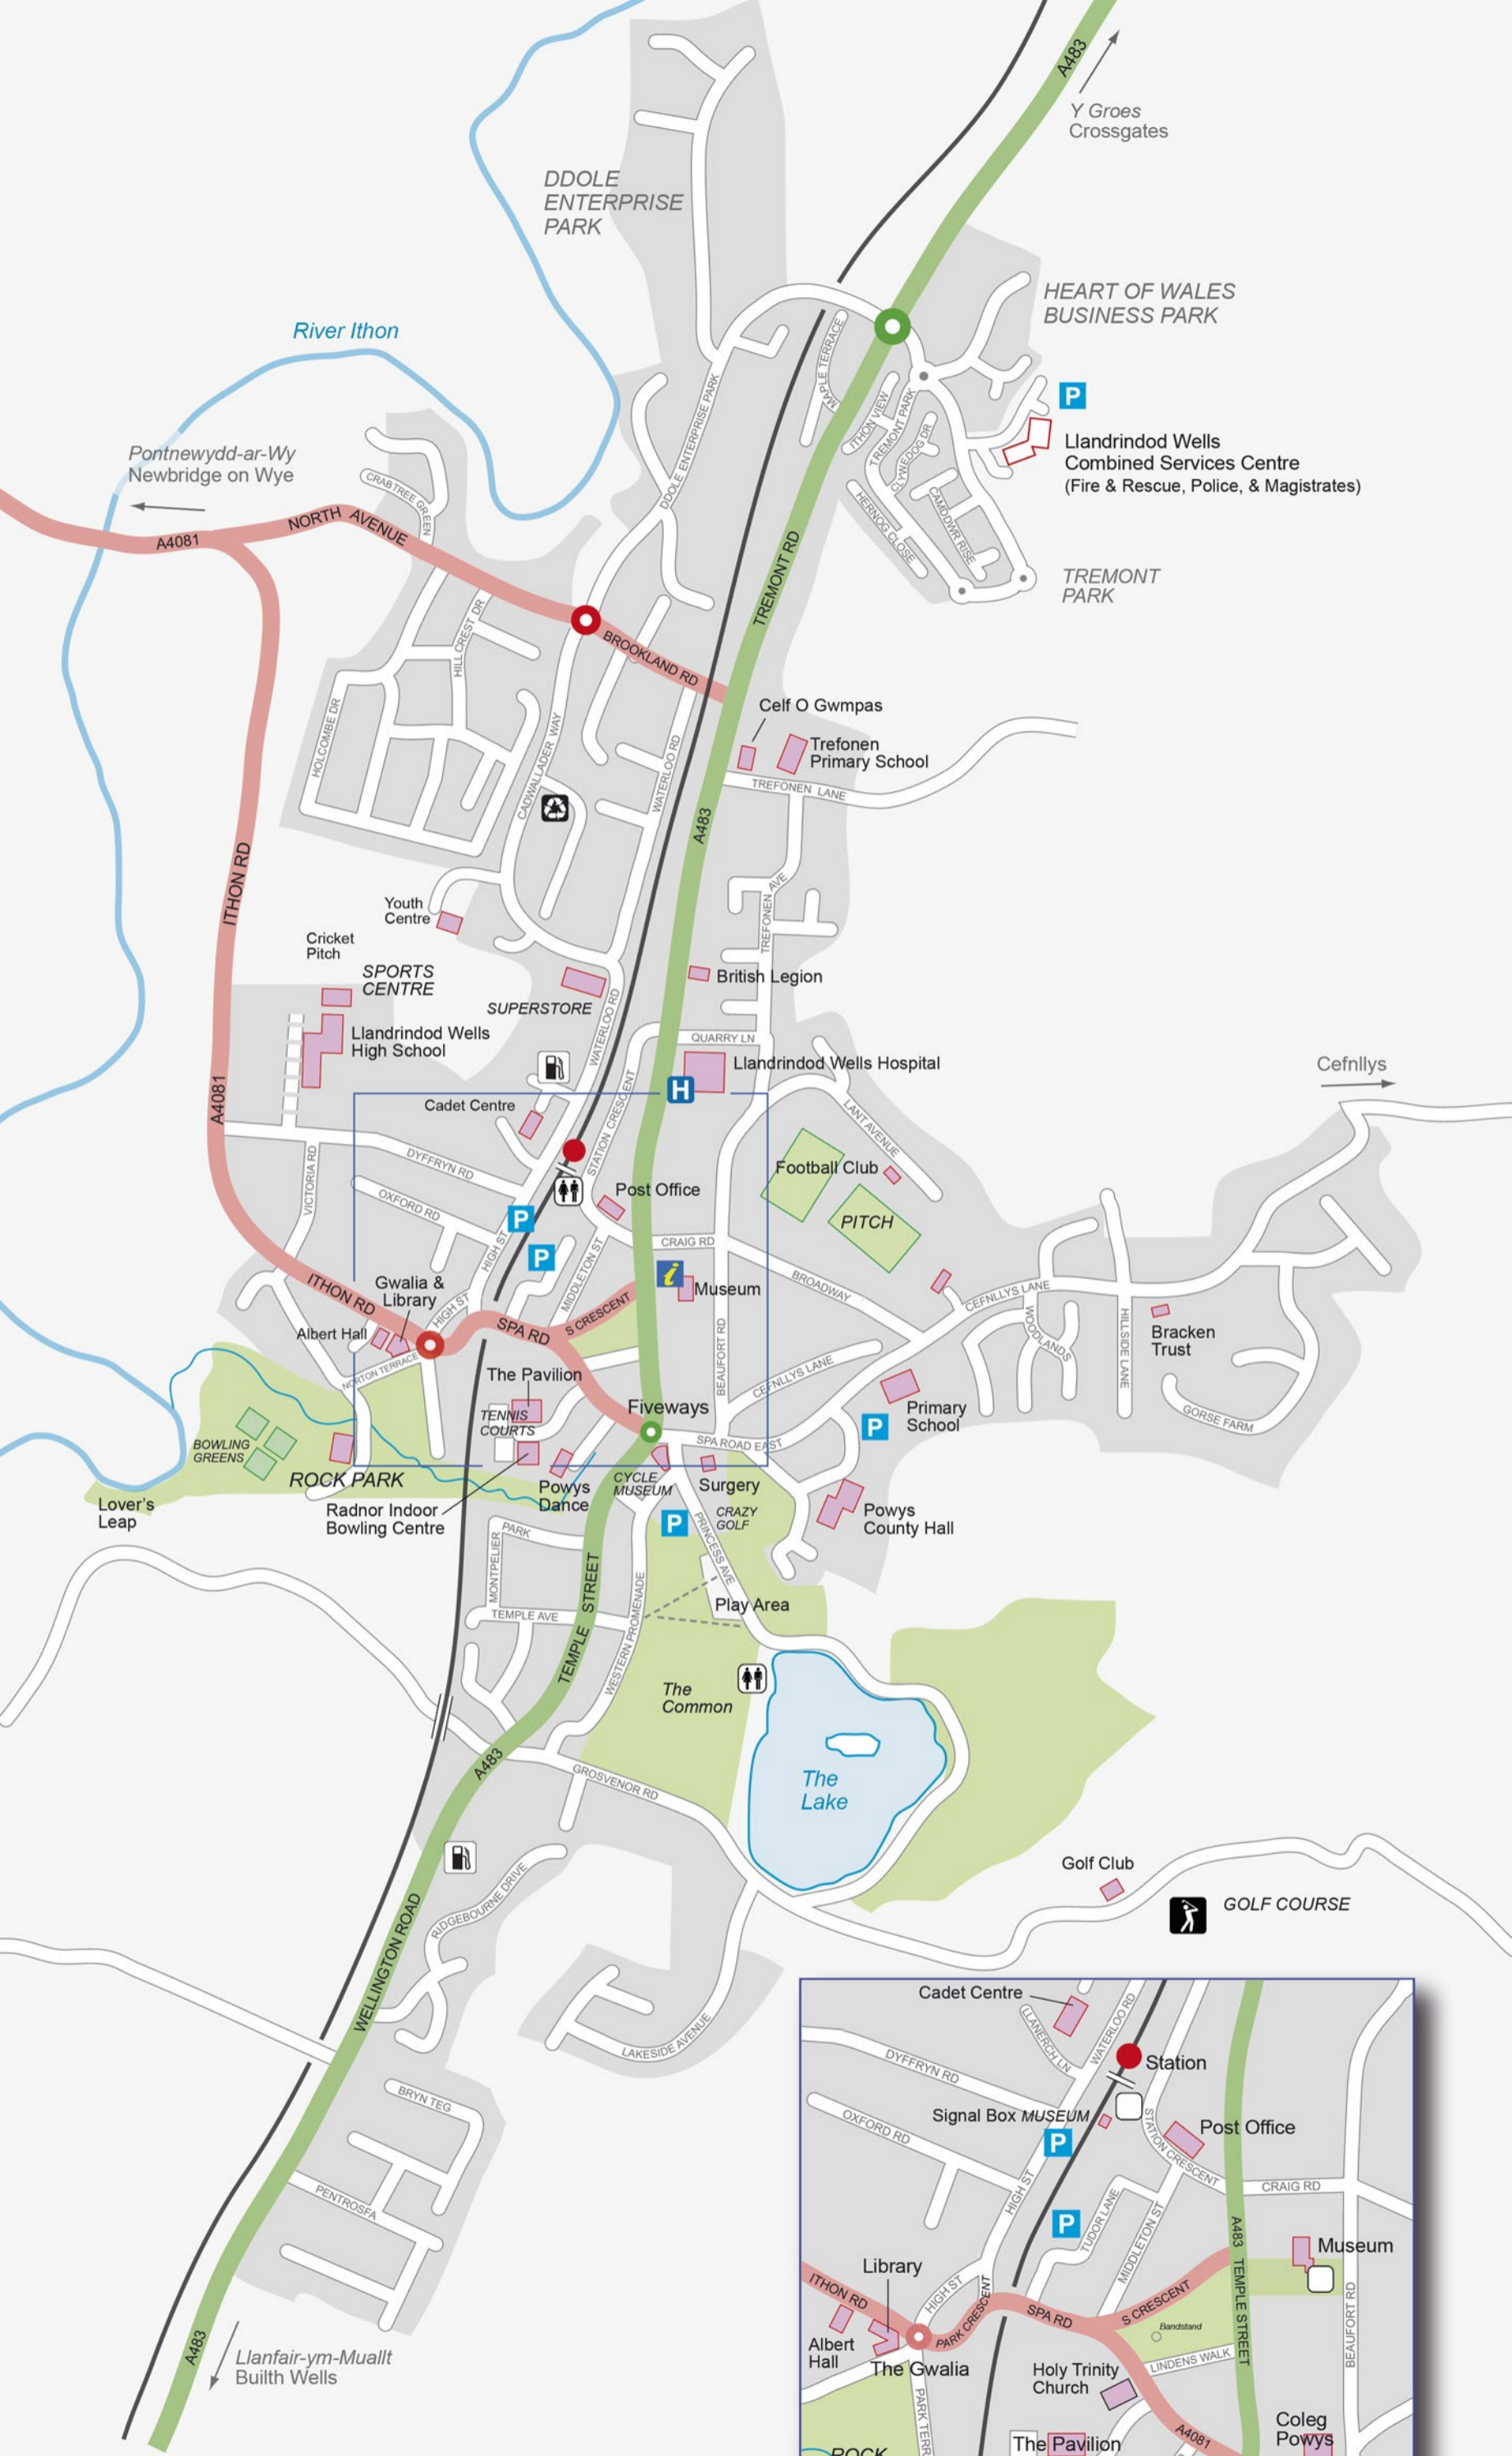 A483
Y Groes
Crossgates
DDOLE
ENTERPRISE
PARK
HEART OF WALES
BUSINESS PARK
River Ithon
MAPLE TERRACE
ITHON VIEW
TREMONT PARK
CLYWEDOG DR
P
Llandrindod Wells
Combined Services Centre
(Fire & Rescue, Police, & Magistrates)
Pontnewydd-ar-Wy
Newbridge on Wye
CRABTREE GREEN
DDOLE ENTERPRISE PARK
HERNOG CLOSE
CAMDDWR RISE
NORTH AVENUE
A4081
TREMONT RD
TREMONT
PARK
HILL CREST DR
BROOKLAND RD
HOLCOMBE DR
CADWALLADER WAY
WATERLOO RD
Celf O Gwmpas
Trefonen
Primary School
TREFONEN LANE
A483
ITHON RD
TREFONEN AVE
Youth
Centre
Cricket
Pitch
SPORTS
CENTRE
SUPERSTORE
British Legion
Llandrindod Wells
High School
WATERLOO RD
QUARRY LN
Llandrindod Wells Hospital
H
Cefnllys
A4081
Cadet Centre
STATION CRESCENT
LANT AVENUE
DYFFRYN RD
VICTORIA RD
OXFORD RD
Football Club
Post Office
PITCH
P
P
HIGH ST
MIDDLETON ST
CRAIG RD
i
Museum
BROADWAY
ITHON RD
Gwalia &
Library
HIGH ST
Albert Hall
SPA RD
S CRESCENT
CEFNLLYS LANE
WOODLANDS
HILLSIDE LANE
Bracken
Trust
NORTON TERRACE
The Pavilion
BEAUFORT RD
CEFNLLYS LANE
TENNIS
COURTS
Fiveways
Primary
School
P
GORSE FARM
BOWLING
GREENS
SPA ROAD EAST
ROCK PARK
CYCLE
MUSEUM
Surgery
Powys
Dance
Lover's
Leap
Radnor Indoor
Bowling Centre
P
CRAZY
GOLF
Powys
County Hall
PARK
MONTPELIER
PRINCESS AVE
TEMPLE STREET
WESTERN PROMENADE
Play Area
TEMPLE AVE
The
Common
The
Lake
A483
GROSVENOR RD
RIDGEBOURNE DRIVE
Golf Club
GOLF COURSE
WELLINGTON ROAD
LAKESIDE AVENUE
BRYN TEG
PENTROSFA
A483
Llanfair-ym-Muallt
Builth Wells
Cadet Centre
LLANERCH LN
WATERLOO RD
Station
DYFFRYN RD
Signal Box MUSEUM
OXFORD RD
P
Post Office
STATION CRESCENT
HIGH ST
CRAIG RD
P
TUDOR LANE
MIDDLETON ST
A483 TEMPLE STREET
Museum
Library
ITHON RD
HIGH ST
PARK CRESCENT
SPA RD
S CRESCENT
BEAUFORT RD
Bandstand
Albert
Hall
The Gwalia
LINDENS WALK
Holy Trinity
Church
PARK TERR
A4081
Coleg
Powys
The Pavilion
ROCK